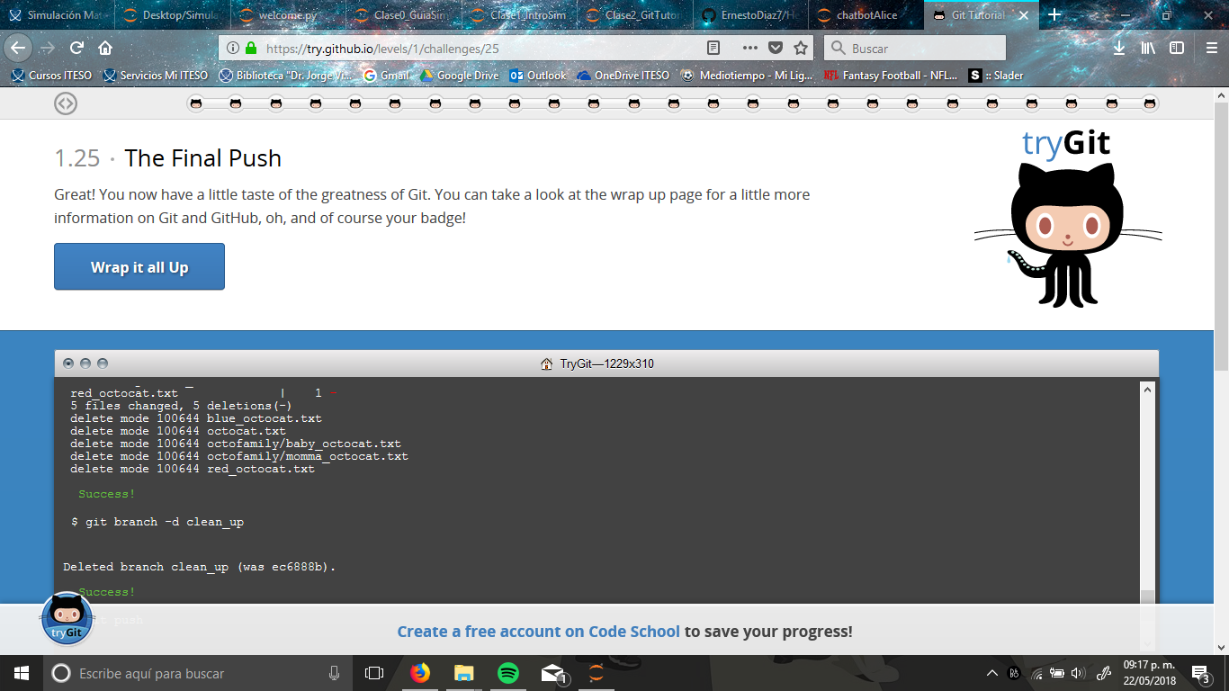 Simulación Mat
Desktop/Simula
welcome.py
Clase0_GuiaSim
Clase1_IntroSim
Clase2_GitTutor
ErnestoDiaz7/He
chatbotAlice
Git Tutorial
https://try.github.io/levels/1/challenges/25
Buscar
Cursos ITESO
Servicios Mi ITESO
Biblioteca "Dr. Jorge Vi...
Gmail
Google Drive
Outlook
OneDrive ITESO
Mediotiempo - Mi Lig...
NFL Fantasy Football - NFL...
S :: Slader
1.25 · The Final Push
tryGit
Great! You now have a little taste of the greatness of Git. You can take a look at the wrap up page for a little more
information on Git and GitHub, oh, and of course your badge!
Wrap it all Up
TryGit—1229x310
red_octocat.txt | 1 -
5 files changed, 5 deletions(-)
delete mode 100644 blue_octocat.txt
delete mode 100644 octocat.txt
delete mode 100644 octofamily/baby_octocat.txt
delete mode 100644 octofamily/momma_octocat.txt
delete mode 100644 red_octocat.txt
Success!
$ git branch -d clean_up
Deleted branch clean_up (was ec6888b).
Success!
push
tryGit
Create a free account on Code School to save your progress!
Escribe aquí para buscar
1
09:17 p. m.
22/05/2018
3